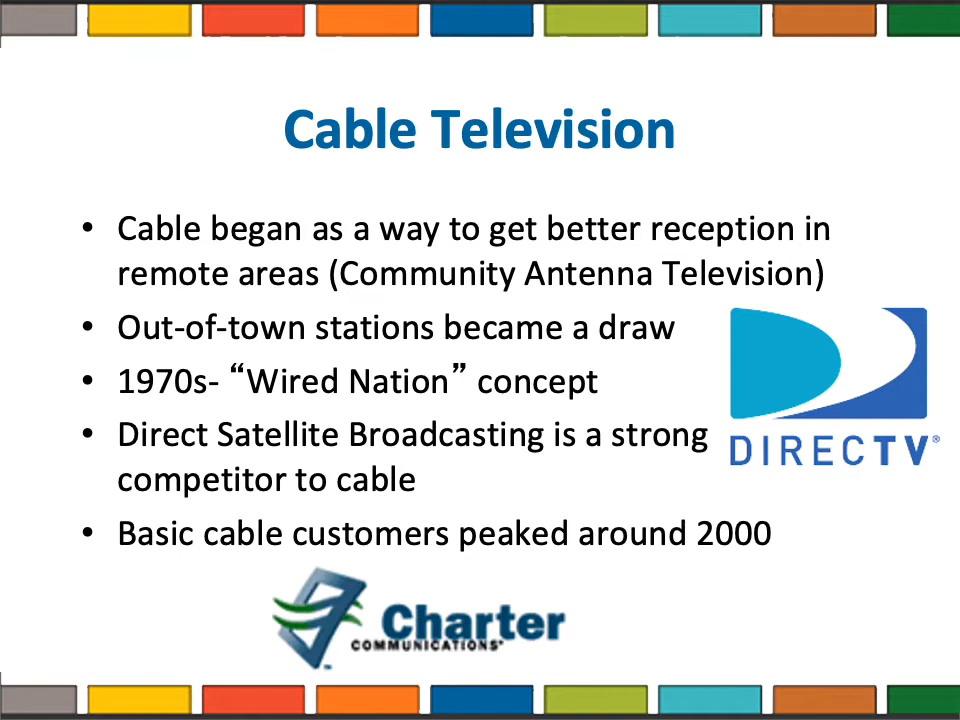 Cable Television
• Cable began as a way to get better reception in
remote areas (Community Antenna Television)
• Out-of-town stations became a draw
• 1970s- “Wired Nation” concept
• Direct Satellite Broadcasting is a strong
competitor to cable
• Basic cable customers peaked around 2000
DIRECTV®
Charter
COMMUNICATIONS®